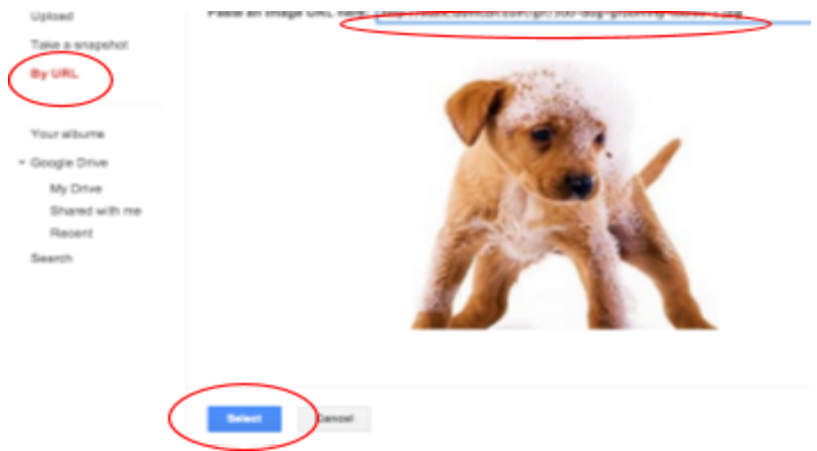 Upload
Paste an image URL here:
Take a snapshot
By URL
Your albums
Google Drive
My Drive
Shared with me
Recent
Search
Select
Cancel